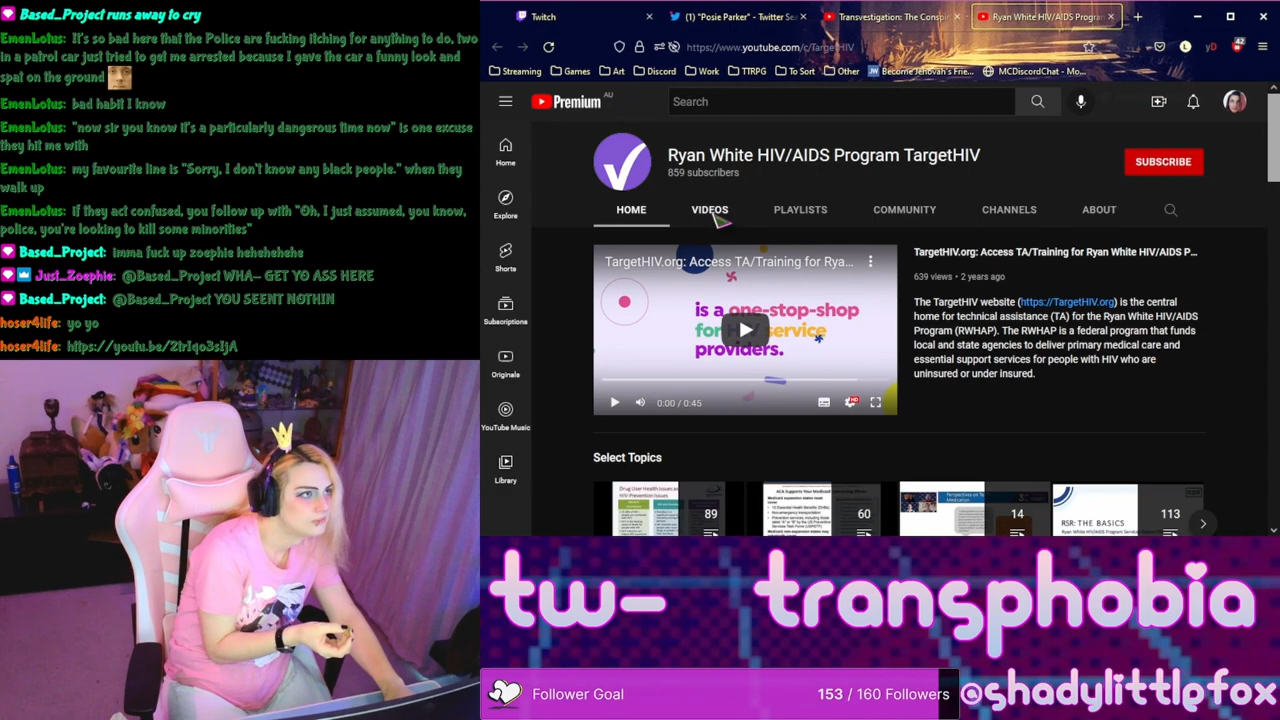 Based_Project runs away to cry
EmenLotus: It's so bad here that the Police are fucking itching for anything to do, two
in a patrol car just tried to get me arrested because I gave the car a funny look and
spat on the ground
EmenLotus: bad habit I know
EmenLotus: "now sir you know it's a particularly dangerous time now" is one excuse
they hit me with
EmenLotus: my favourite line is "Sorry, I don't know any black people." when they
walk up
EmenLotus: if they act confused, you follow up with "Oh, I just assumed, you know,
police, you're looking to kill some minorities"
Based_Project: imma fuck up zoephie hehehehehe
Just_Zoephie: @Based_Project WHA- GET YO ASS HERE
Based_Project: @Based_Project YOU SEENT NOTHIN
hoser4life: yo yo
Twitch
(1) "Posie Parker" - Twitter Se
Transvestigation: The Conspi
Ryan White HIV/AIDS Program
https://www.youtube.com/c/TargetHIV
42
Streaming
Games
Art
Discord
Work
TTRPG
To Sort
Other
Become Jehovah's Frie...
MCDiscordChat - Mo...
Premium AU
Search
Home
Explore
Shorts
Subscriptions
Originals
YouTube Music
Library
Ryan White HIV/AIDS Program TargetHIV
859 subscribers
SUBSCRIBE
HOME
VIDEOS
PLAYLISTS
COMMUNITY
CHANNELS
ABOUT
TargetHIV.org: Access TA/Training for Rya...
is a one-stop-shop
for service
providers.
0:00 / 0:45
HD
TargetHIV.org: Access TA/Training for Ryan White HIV/AIDS P...
639 views • 2 years ago
The TargetHIV website (https://TargetHIV.org) is the central
home for technical assistance (TA) for the Ryan White HIV/AIDS
Program (RWHAP). The RWHAP is a federal program that funds
local and state agencies to deliver primary medical care and
essential support services for people with HIV who are
uninsured or under insured.
Select Topics
Drug User Health Issues
HIV Prevention Issues
89
60
14
RSR: THE BASICS
113
tw- transphobia
Follower Goal
153 / 160 Followers
@shadylittlefox